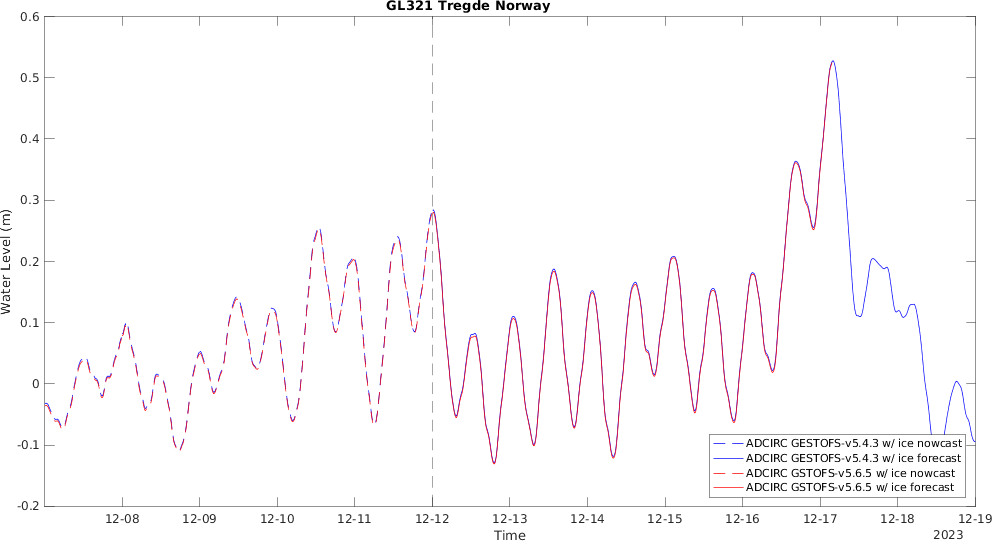 GL321 Tregde Norway
0.6
0.5
0.4
0.3
0.2
0.1
0
-0.1
-0.2
Water Level (m)
12-08 12-09 12-10 12-11 12-12 12-13 12-14 12-15 12-16 12-17 12-18 12-19
Time
2023
ADCIRC GESTOFS-v5.4.3 w/ ice nowcast
ADCIRC GESTOFS-v5.4.3 w/ ice forecast
ADCIRC GSTOFS-v5.6.5 w/ ice nowcast
ADCIRC GSTOFS-v5.6.5 w/ ice forecast